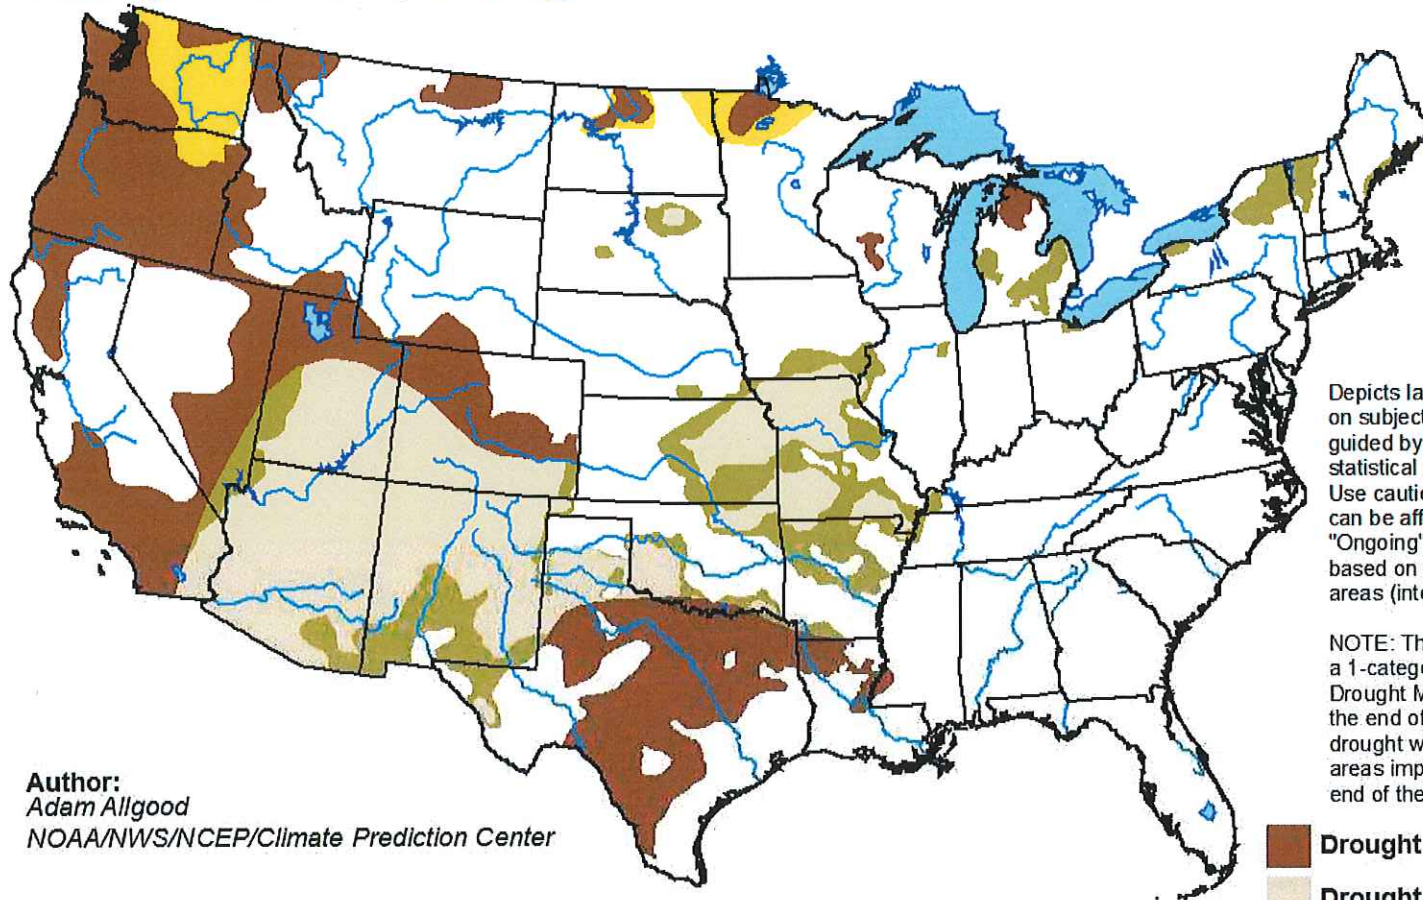 Depicts la
on subject
guided by
statistical
Use cautio
can be aff
"Ongoing"
based on
areas (inte
NOTE: Th
a 1-catego
Drought M
the end of
drought w
areas imp
end of the
Author:
Adam Allgood
NOAA/NWS/NCEP/Climate Prediction Center
Drought
Drought